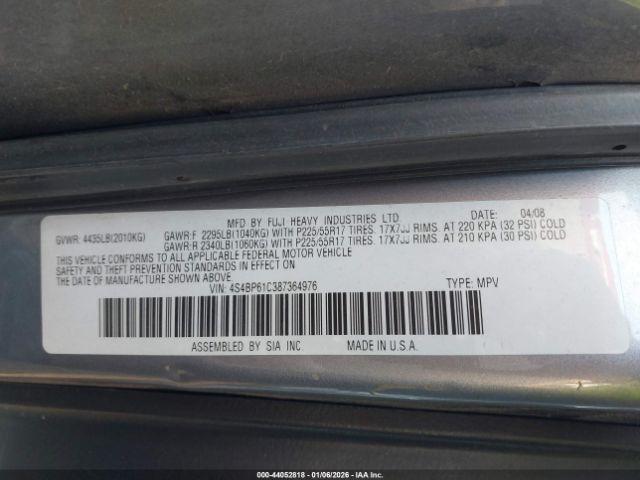 MFD BY FUJI HEAVY INDUSTRIES LTD. DATE: 04/08
GVWR: 4435LB(2010KG) GAWR:F 2295LB(1040KG) WITH P225/55R17 TIRES. 17X7JJ RIMS. AT 220 KPA (32 PSI) COLD
GAWR:R 2340LB(1060KG) WITH P225/55R17 TIRES. 17X7JJ RIMS. AT 210 KPA (30 PSI) COLD
THIS VEHICLE CONFORMS TO ALL APPLICABLE FEDERAL MOTOR VEHICLE
SAFETY AND THEFT PREVENTION STANDARDS IN EFFECT ON
THE DATE OF MANUFACTURE SHOWN ABOVE.
VIN: 4S4BP61C387364976 TYPE: MPV
ASSEMBLED BY SIA INC. MADE IN U.S.A.
000-44052818 - 01/06/2026 - IAAI.com